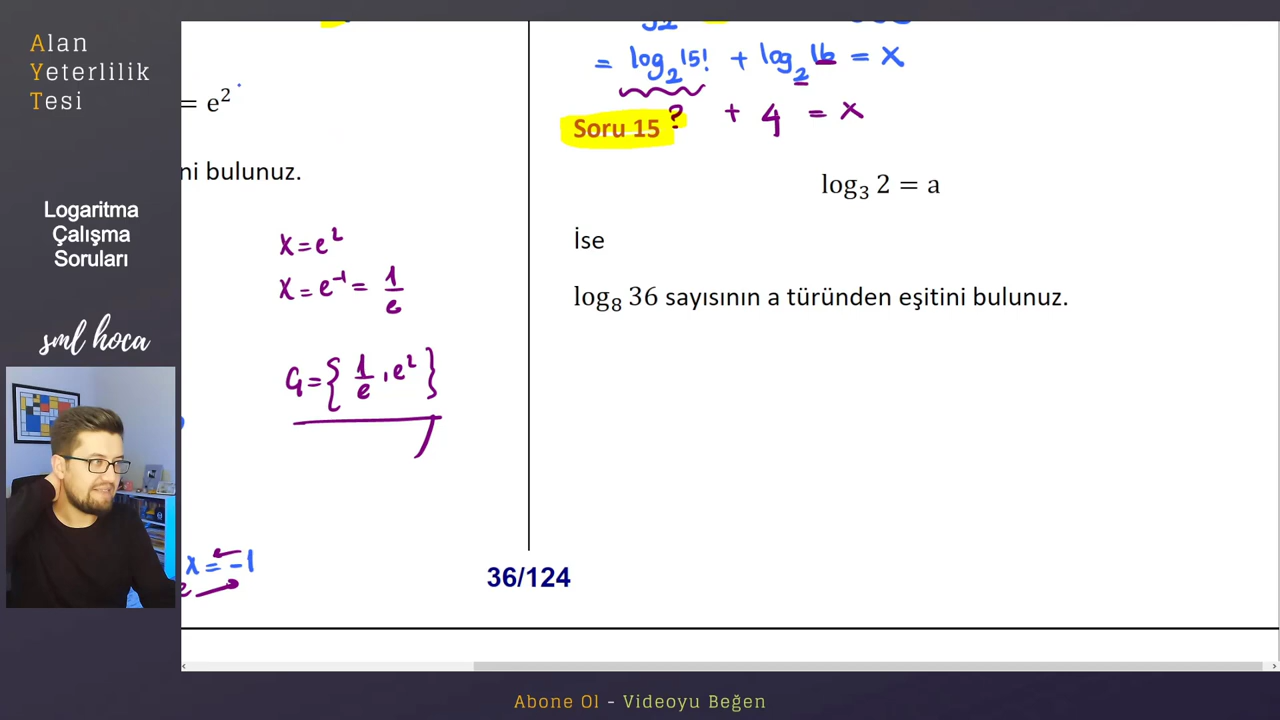 Alan
Yeterlilik
Tesi
Logaritma
Çalışma
Soruları
sml hoca
= e²
ni bulunuz.
x = e²
x = e⁻¹ = 1/e
Ç = { 1/e , e² }
x = -1
e
= log₂ 15! + log₂ 16 = x
? + 4 = x
Soru 15
log₃ 2 = a
İse
log₈ 36 sayısının a türünden eşitini bulunuz.
36/124
Abone Ol - Videoyu Beğen